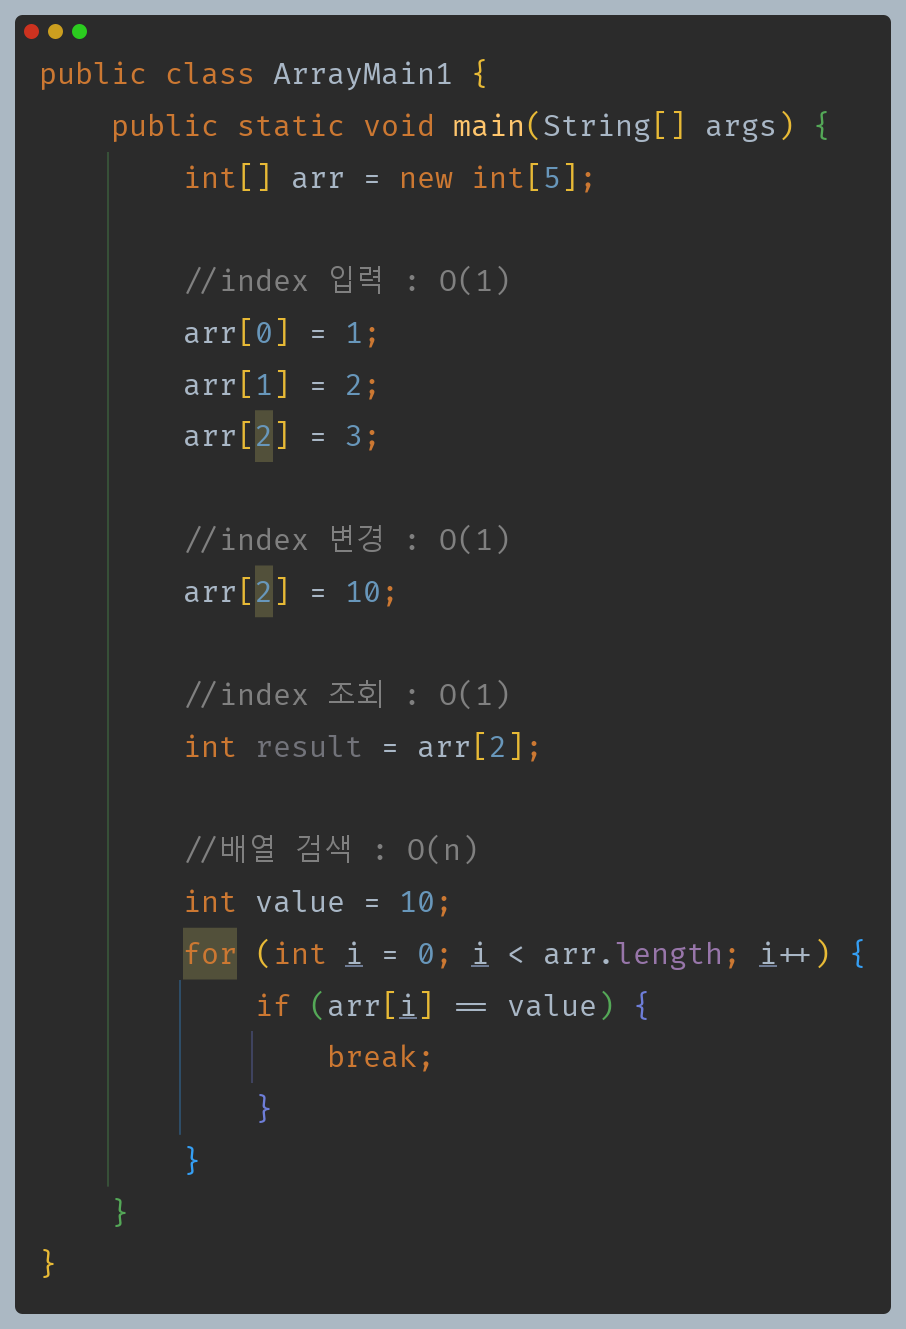 public class ArrayMain1 {
    public static void main(String[] args) {
        int[] arr = new int[5];

        //index 입력 : O(1)
        arr[0] = 1;
        arr[1] = 2;
        arr[2] = 3;

        //index 변경 : O(1)
        arr[2] = 10;

        //index 조회 : O(1)
        int result = arr[2];

        //배열 검색 : O(n)
        int value = 10;
        for (int i = 0; i < arr.length; i++) {
            if (arr[i] == value) {
                break;
            }
        }
    }
}